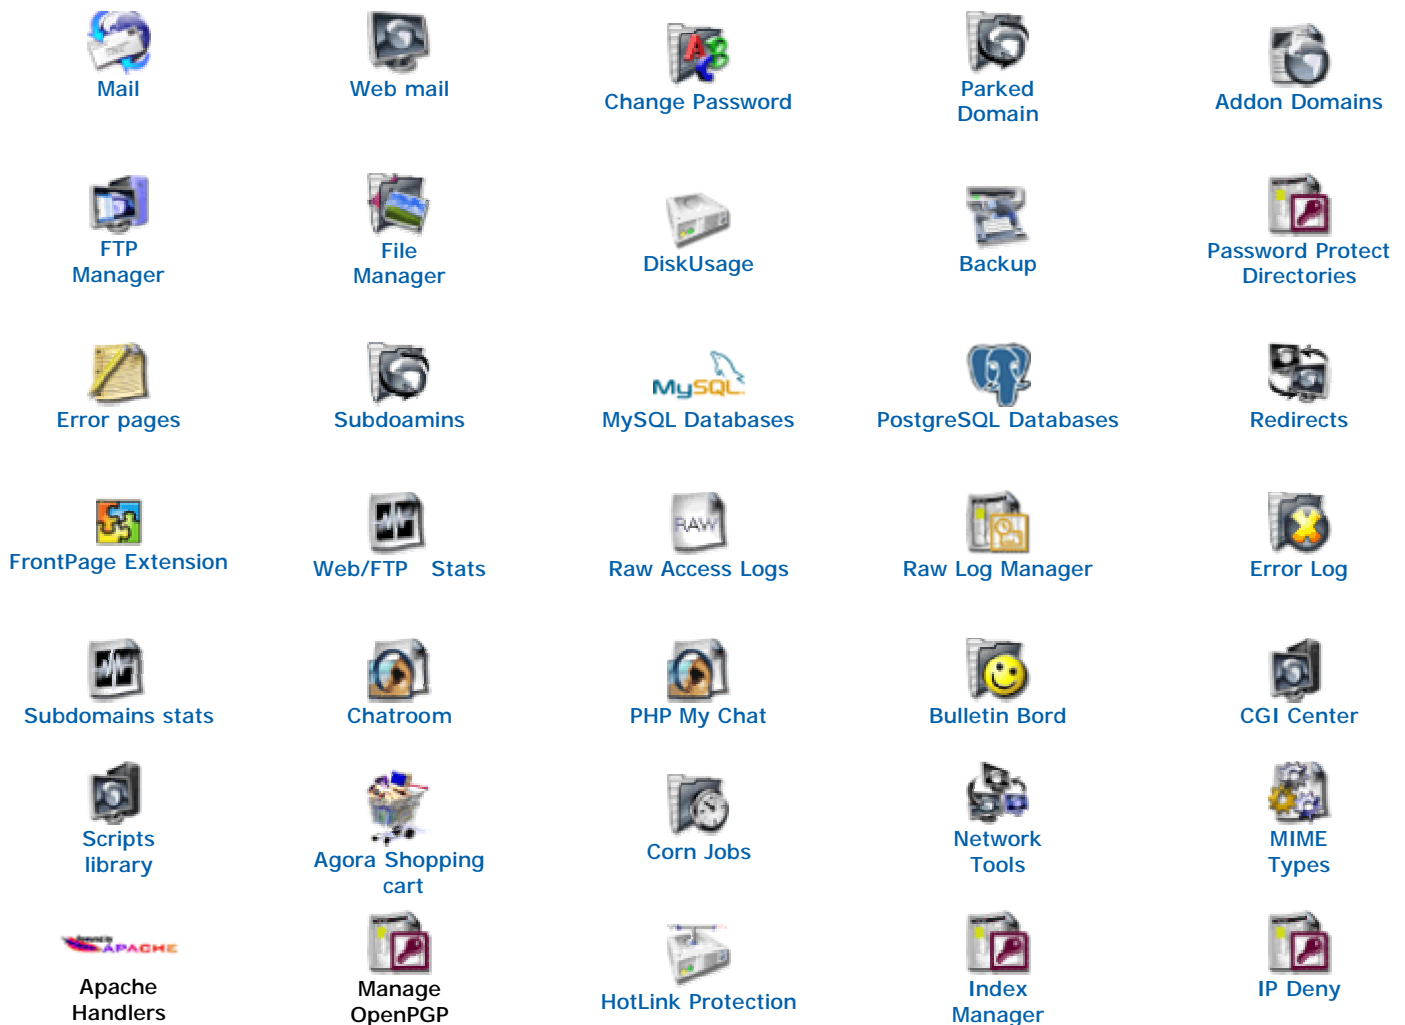 Mail
Web mail
Change Password
Parked
Domain
Addon Domains
FTP
Manager
File
Manager
DiskUsage
Backup
Password Protect
Directories
Error pages
Subdoamins
MySQL
MySQL Databases
PostgreSQL Databases
Redirects
FrontPage Extension
Web/FTP Stats
RAW
Raw Access Logs
Raw Log Manager
Error Log
Subdomains stats
Chatroom
PHP My Chat
Bulletin Bord
CGI Center
Scripts
library
Agora Shopping
cart
Corn Jobs
Network
Tools
MIME
Types
Powered by
APACHE
Apache
Handlers
Manage
OpenPGP
HotLink Protection
Index
Manager
IP Deny